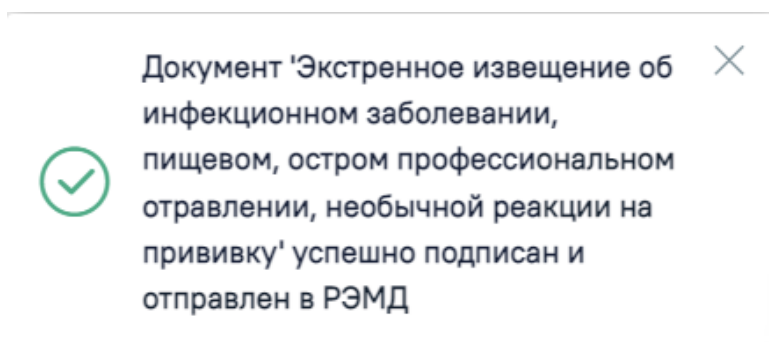 Документ 'Экстренное извещение об
инфекционном заболевании,
пищевом, остром профессиональном
отравлении, необычной реакции на
прививку' успешно подписан и
отправлен в РЭМД